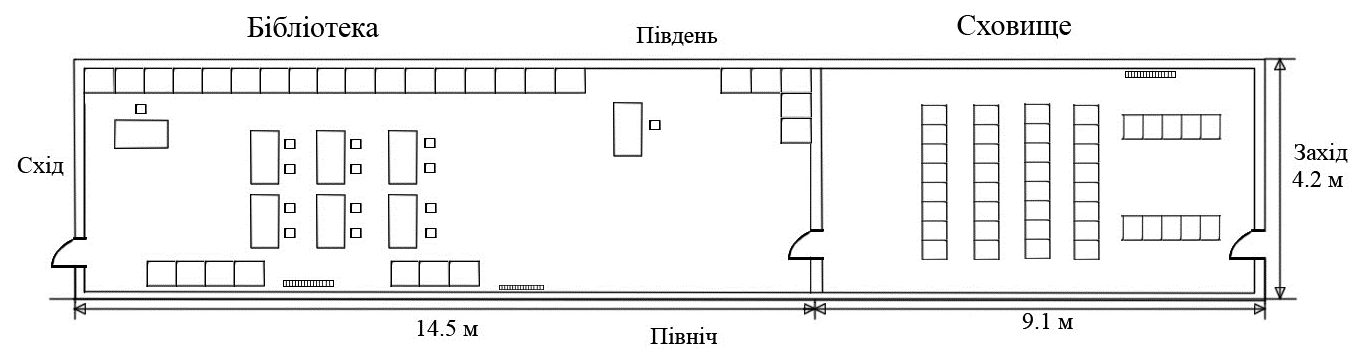 Бібліотека
Південь
Сховище
Схід
Захід
4.2 м
14.5 м
Північ
9.1 м